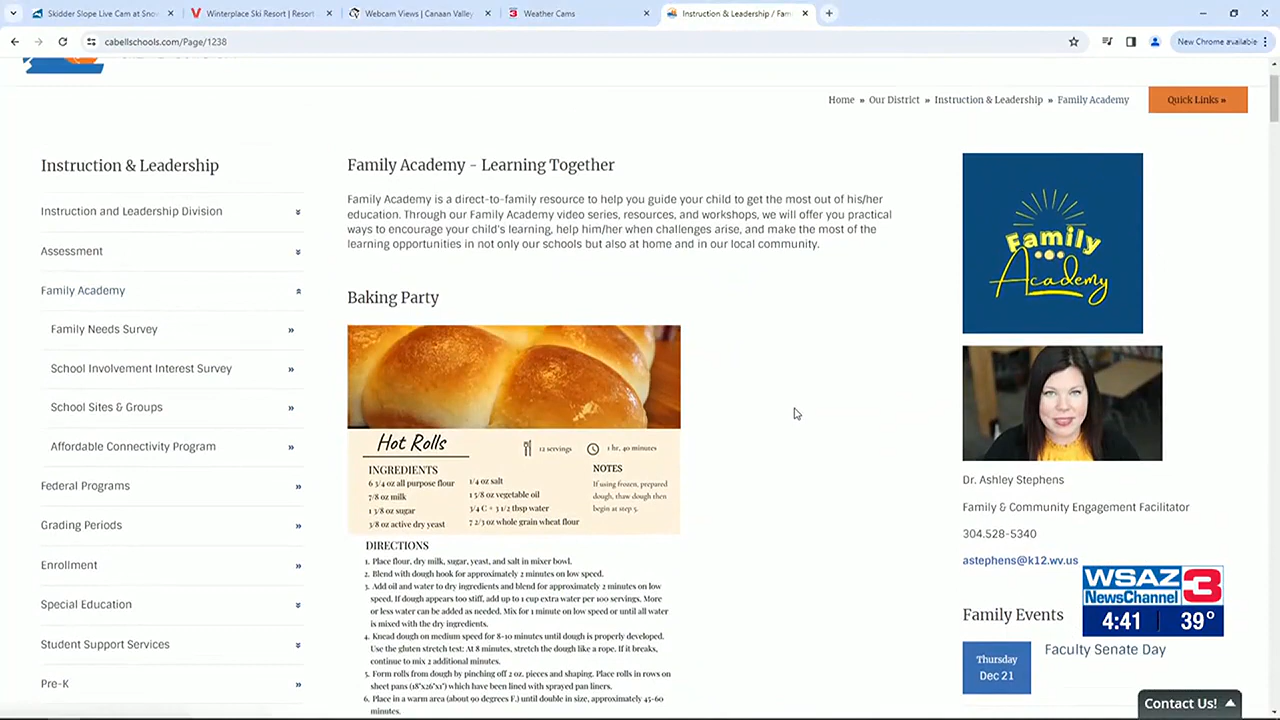 Skidder Slope Live Cam at Snow
Winterplace Ski Resort | Resort
Webcam Views | Canaan Valley
Weather Cams
Instruction & Leadership / Fam
cabellschools.com/Page/1238
New Chrome available
Home » Our District » Instruction & Leadership » Family Academy
Quick Links »
Instruction & Leadership
Instruction and Leadership Division
Assessment
Family Academy
Family Needs Survey
School Involvement Interest Survey
School Sites & Groups
Affordable Connectivity Program
Federal Programs
Grading Periods
Enrollment
Special Education
Student Support Services
Pre-K
Family Academy - Learning Together
Family Academy is a direct-to-family resource to help you guide your child to get the most out of his/her
education. Through our Family Academy video series, resources, and workshops, we will offer you practical
ways to encourage your child's learning, help him/her when challenges arise, and make the most of the
learning opportunities in not only our schools but also at home and in our local community.
Baking Party
Hot Rolls
12 servings
1 hr, 40 minutes
INGREDIENTS
6 3/4 oz all purpose flour
7/8 oz milk
1 3/8 oz sugar
3/8 oz active dry yeast
1/4 oz salt
1 5/8 oz vegetable oil
3/4 C + 3 1/2 tbsp water
7 2/3 oz whole grain wheat flour
NOTES
If using frozen, prepared
dough, thaw dough then
begin at step 5.
DIRECTIONS
1. Place flour, dry milk, sugar, yeast, and salt in mixer bowl.
2. Blend with dough hook for approximately 2 minutes on low speed.
3. Add oil and water to dry ingredients and blend for approximately 2 minutes on low
speed. If dough appears too stiff, add up to 1 cup extra water per 100 servings. More
or less water can be added as needed. Mix for 1 minute on low speed or until all water
is mixed with the dry ingredients.
4. Knead dough on medium speed for 8-10 minutes until dough is properly developed.
Use the gluten stretch test: At 8 minutes, stretch the dough like a rope. If it breaks,
continue to mix 2 additional minutes.
5. Form rolls from dough by pinching off 2 oz. pieces and shaping. Place rolls in rows on
sheet pans (18"x26"x1") which have been lined with sprayed pan liners.
6. Place in a warm area (about 90 degrees F.) until double in size, approximately 45-60
minutes.
Family
Academy
Dr. Ashley Stephens
Family & Community Engagement Facilitator
304.528-5340
astephens@k12.wv.us
Family Events
Thursday
Dec 21
Faculty Senate Day
WSAZ 3
NewsChannel
4:41 39°
Contact Us!